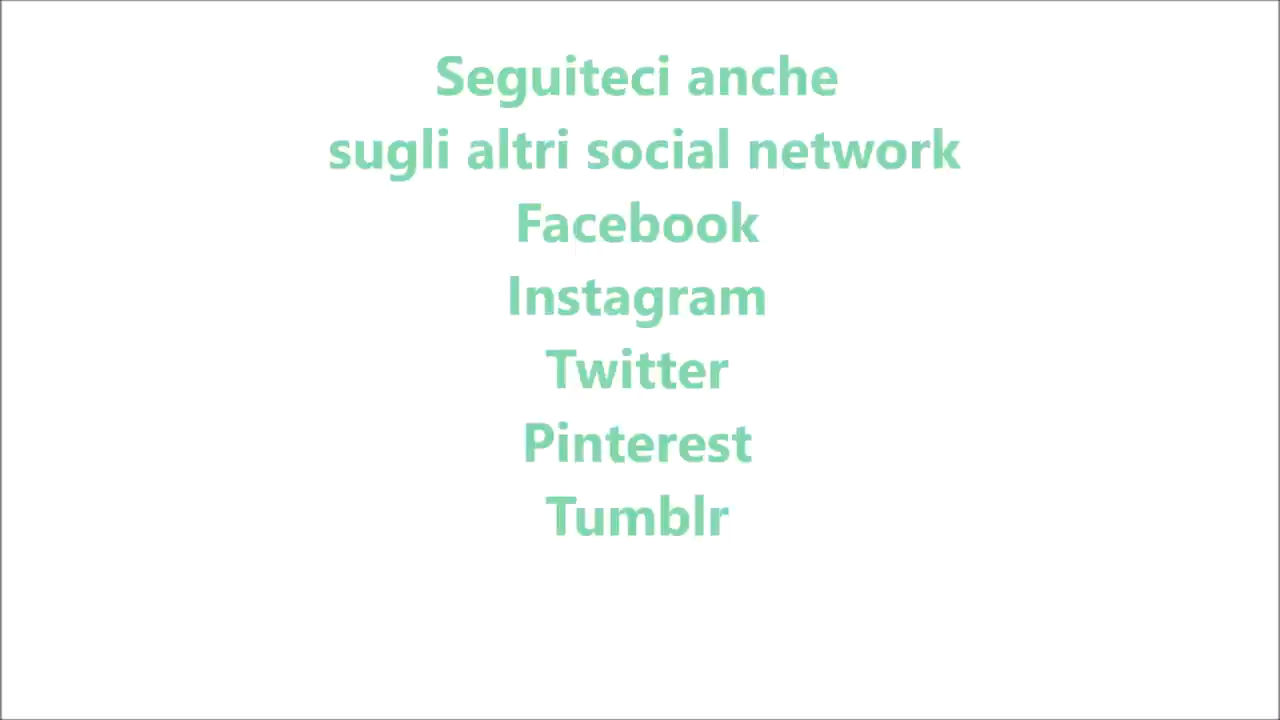 Seguiteci anche
sugli altri social network
Facebook
Instagram
Twitter
Pinterest
Tumblr